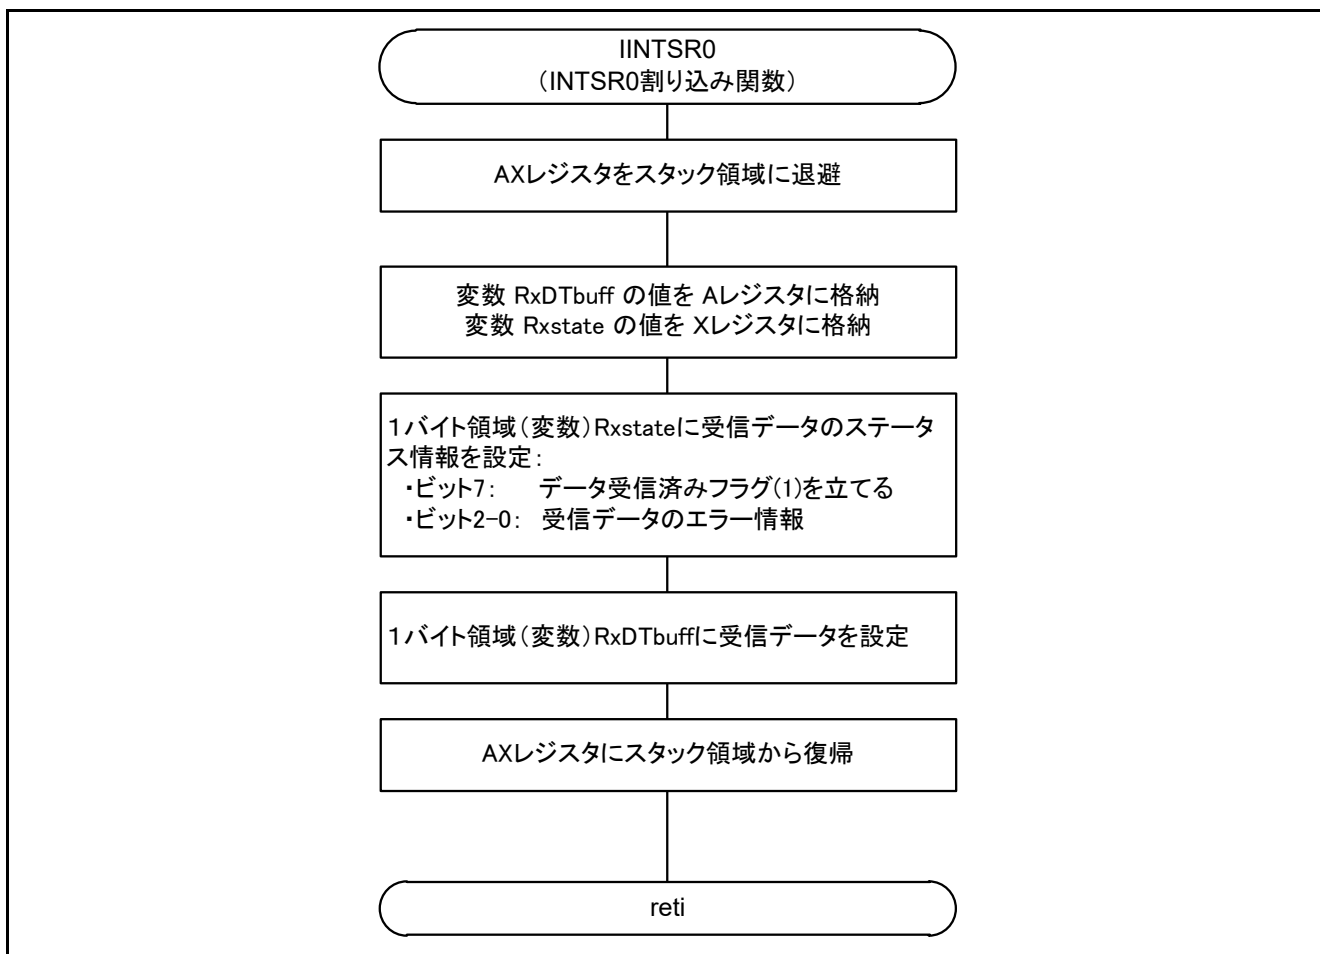 IINTSR0
（INTSR0割り込み関数）
AXレジスタをスタック領域に退避
変数 RxDTbuff の値を Aレジスタに格納
変数 Rxstate の値を Xレジスタに格納
１バイト領域（変数）Rxstateに受信データのステータ
ス情報を設定：
・ビット7： データ受信済みフラグ(1)を立てる
・ビット2-0： 受信データのエラー情報
１バイト領域（変数）RxDTbuffに受信データを設定
AXレジスタにスタック領域から復帰
reti